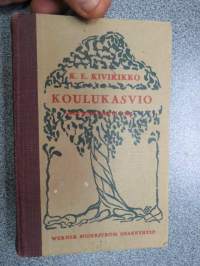 K. E. KIVIRIKKO
KOULUKASVIO
WERNER SÖDERSTRÖM OSAKEYHTIÖ